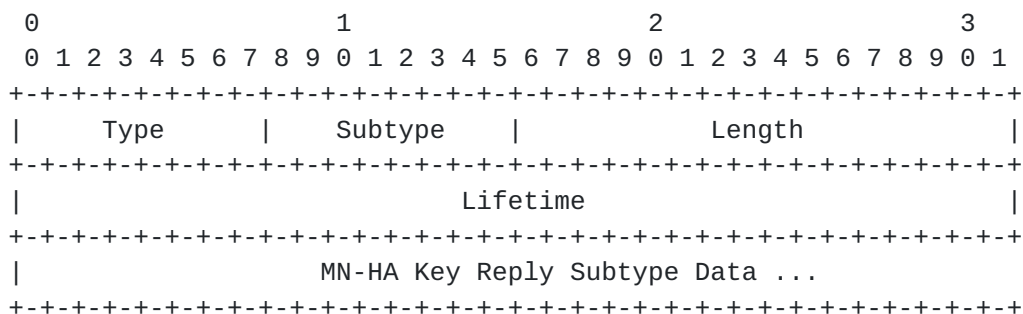 0                   1                   2                   3
 0 1 2 3 4 5 6 7 8 9 0 1 2 3 4 5 6 7 8 9 0 1 2 3 4 5 6 7 8 9 0 1
+-+-+-+-+-+-+-+-+-+-+-+-+-+-+-+-+-+-+-+-+-+-+-+-+-+-+-+-+-+-+-+-+
|     Type      |    Subtype    |            Length             |
+-+-+-+-+-+-+-+-+-+-+-+-+-+-+-+-+-+-+-+-+-+-+-+-+-+-+-+-+-+-+-+-+
|                            Lifetime                           |
+-+-+-+-+-+-+-+-+-+-+-+-+-+-+-+-+-+-+-+-+-+-+-+-+-+-+-+-+-+-+-+-+
|                   MN-HA Key Reply Subtype Data ...
+-+-+-+-+-+-+-+-+-+-+-+-+-+-+-+-+-+-+-+-+-+-+-+-+-+-+-+-+-+-+-+-+